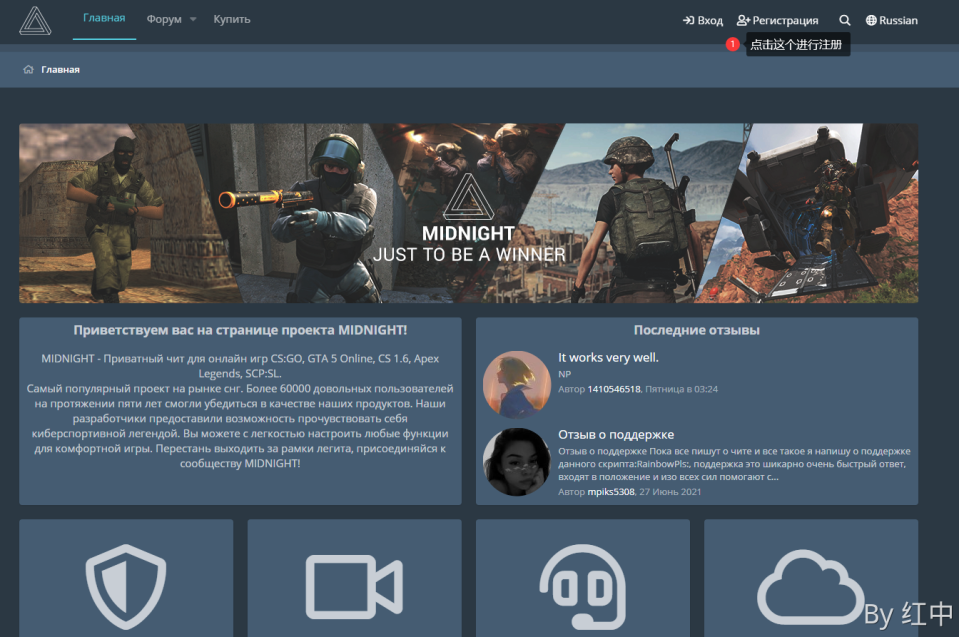 Главная Форум Купить Вход Регистрация Russian
1 点击这个进行注册
Главная
MIDNIGHT
JUST TO BE A WINNER
Приветствуем вас на странице проекта MIDNIGHT!
MIDNIGHT - Приватный чит для онлайн игр CS:GO, GTA 5 Online, CS 1.6, Apex
Legends, SCP:SL.
Самый популярный проект на рынке снг. Более 60000 довольных пользователей
на протяжении пяти лет смогли убедиться в качестве наших продуктов. Наши
разработчики предоставили возможность прочувствовать себя
киберспортивной легендой. Вы можете с легкостью настроить любые функции
для комфортной игры. Перестань выходить за рамки легита, присоединяйся к
сообществу MIDNIGHT!
Последние отзывы
It works very well.
NP
Автор 1410546518, Пятница в 03:24
Отзыв о поддержке
Отзыв о поддержке Пока все пишут о чите и все такое я напишу о поддержке
данного скрипта:RainbowPls:, поддержка это шикарно очень быстрый ответ,
входят в положение и изо всех сил помогают с...
Автор mpiks5308, 27 Июнь 2021
By 红中